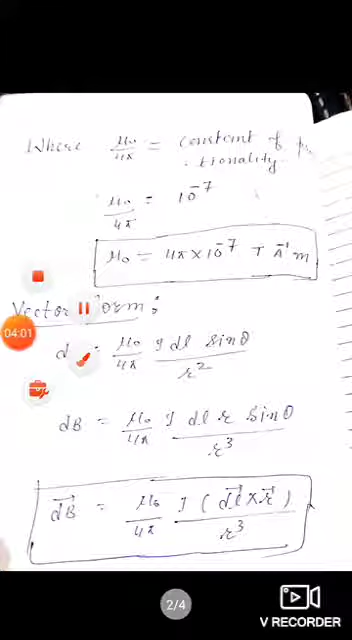 Where μ₀/4π = constant of
tionality.
μ₀/4π = 10⁻⁷
μ₀ = 4π×10⁻⁷ T A⁻¹ m
Vector form:
d = μ₀/4π I dl sinθ/r²
dB = μ₀/4π I dl r sinθ/r³
dB⃗ = μ₀/4π I (dl⃗ × r⃗)/r³
04:01
2/4
V RECORDER